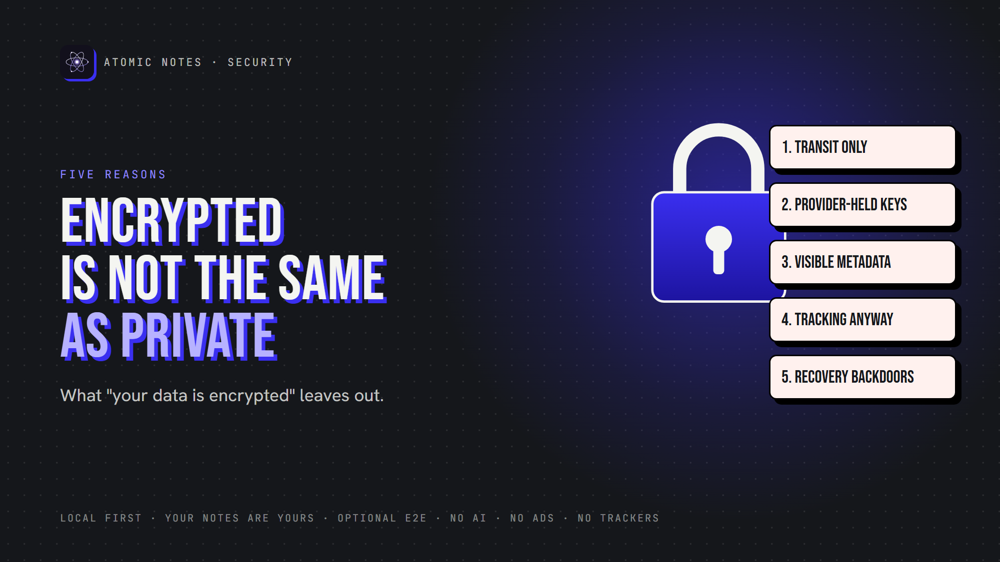 ATOMIC NOTES · SECURITY
FIVE REASONS
ENCRYPTED
IS NOT THE SAME
AS PRIVATE
What "your data is encrypted" leaves out.
1. TRANSIT ONLY
2. PROVIDER-HELD KEYS
3. VISIBLE METADATA
4. TRACKING ANYWAY
5. RECOVERY BACKDOORS
LOCAL FIRST · YOUR NOTES ARE YOURS · OPTIONAL E2E · NO AI · NO ADS · NO TRACKERS